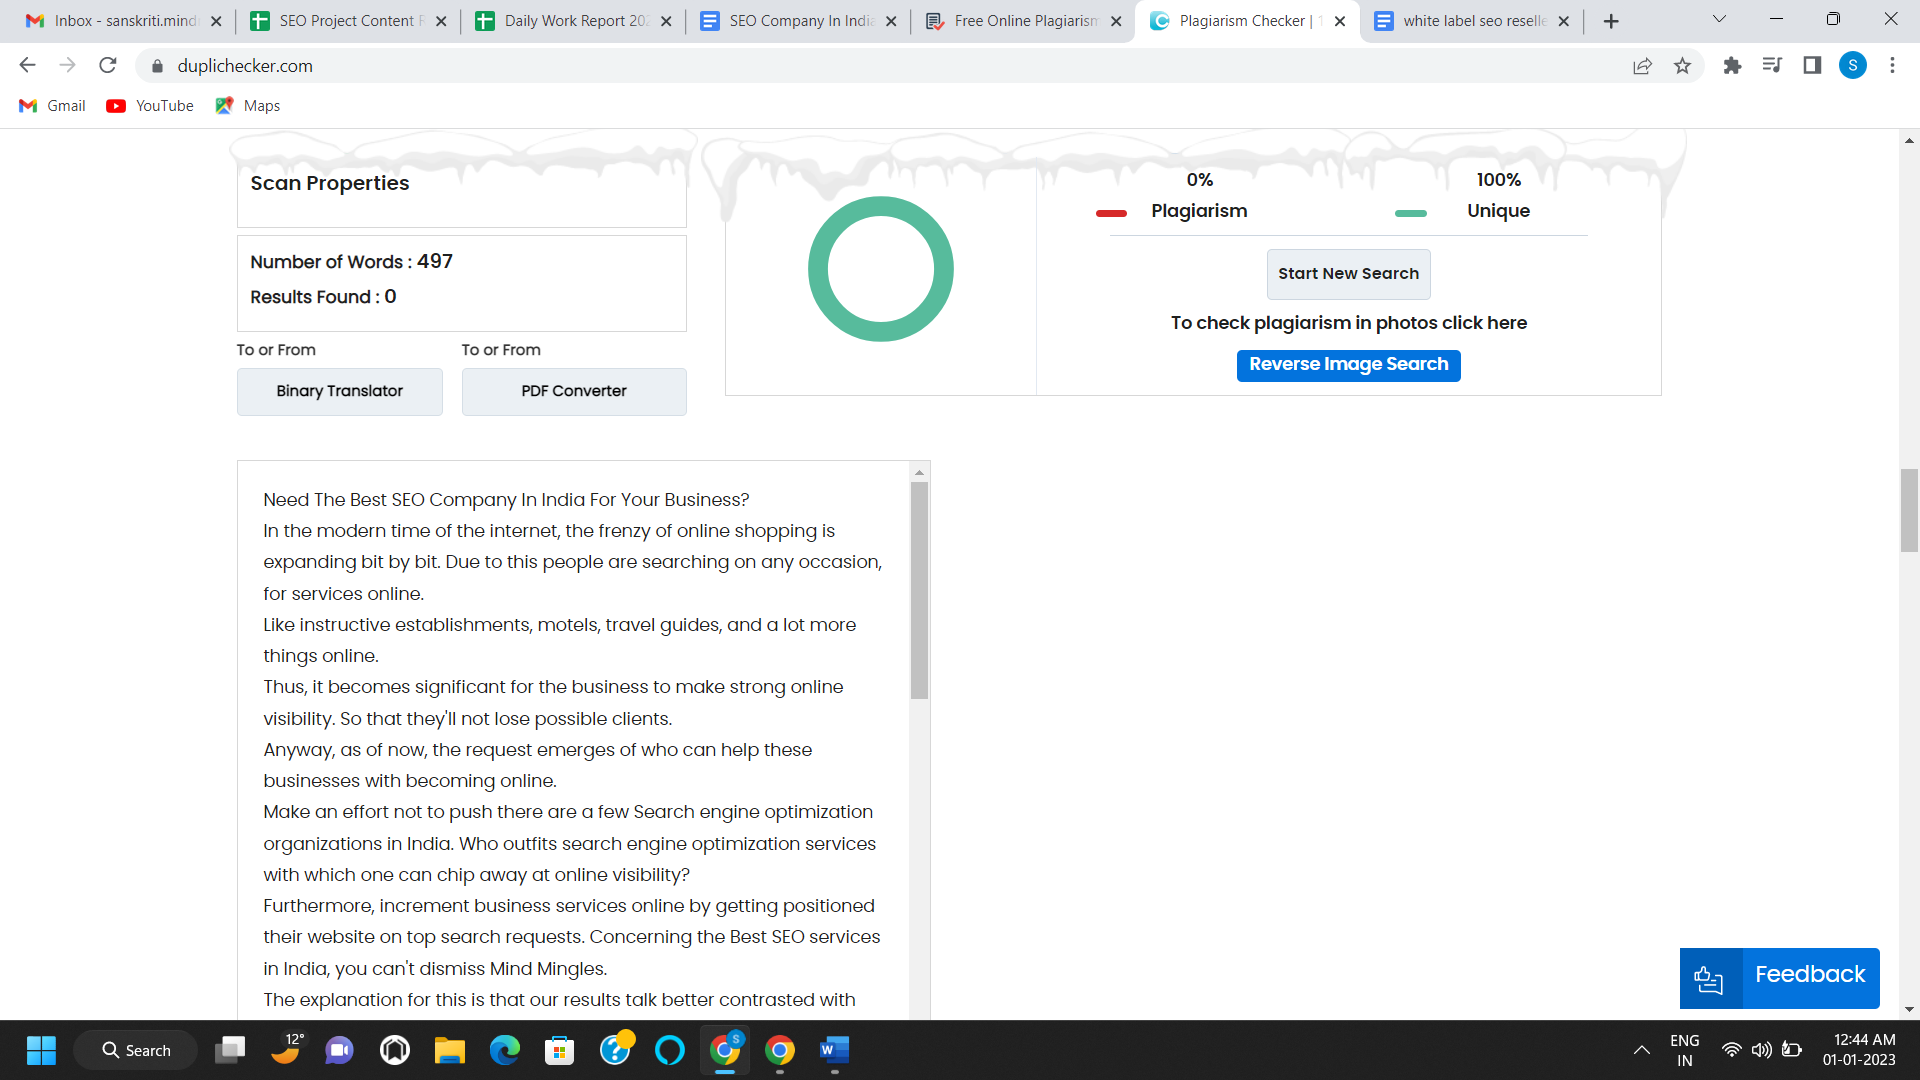 Inbox - sanskriti.mind
SEO Project Content
Daily Work Report 202
SEO Company In India
Free Online Plagiarism
Plagiarism Checker | 1
white label seo reselle
duplichecker.com
S
Gmail
YouTube
Maps
Scan Properties
0%
100%
Plagiarism
Unique
Number of Words : 497
Results Found : 0
Start New Search
To check plagiarism in photos click here
To or From
To or From
Reverse Image Search
Binary Translator
PDF Converter
Need The Best SEO Company In India For Your Business?
In the modern time of the internet, the frenzy of online shopping is
expanding bit by bit. Due to this people are searching on any occasion,
for services online.
Like instructive establishments, motels, travel guides, and a lot more
things online.
Thus, it becomes significant for the business to make strong online
visibility. So that they'll not lose possible clients.
Anyway, as of now, the request emerges of who can help these
businesses with becoming online.
Make an effort not to push there are a few Search engine optimization
organizations in India. Who outfits search engine optimization services
with which one can chip away at online visibility?
Furthermore, increment business services online by getting positioned
their website on top search requests. Concerning the Best SEO services
in India, you can't dismiss Mind Mingles.
The explanation for this is that our results talk better contrasted with
Feedback
Search
12°
S
W
ENG
IN
12:44 AM
01-01-2023